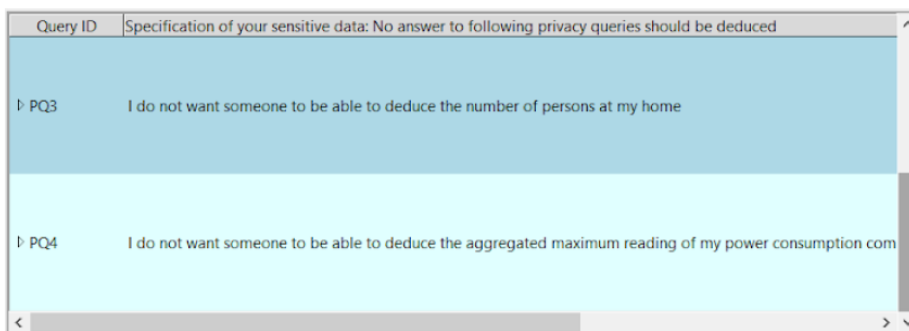 Query ID Specification of your sensitive data: No answer to following privacy queries should be deduced
PQ3 I do not want someone to be able to deduce the number of persons at my home
PQ4 I do not want someone to be able to deduce the aggregated maximum reading of my power consumption com